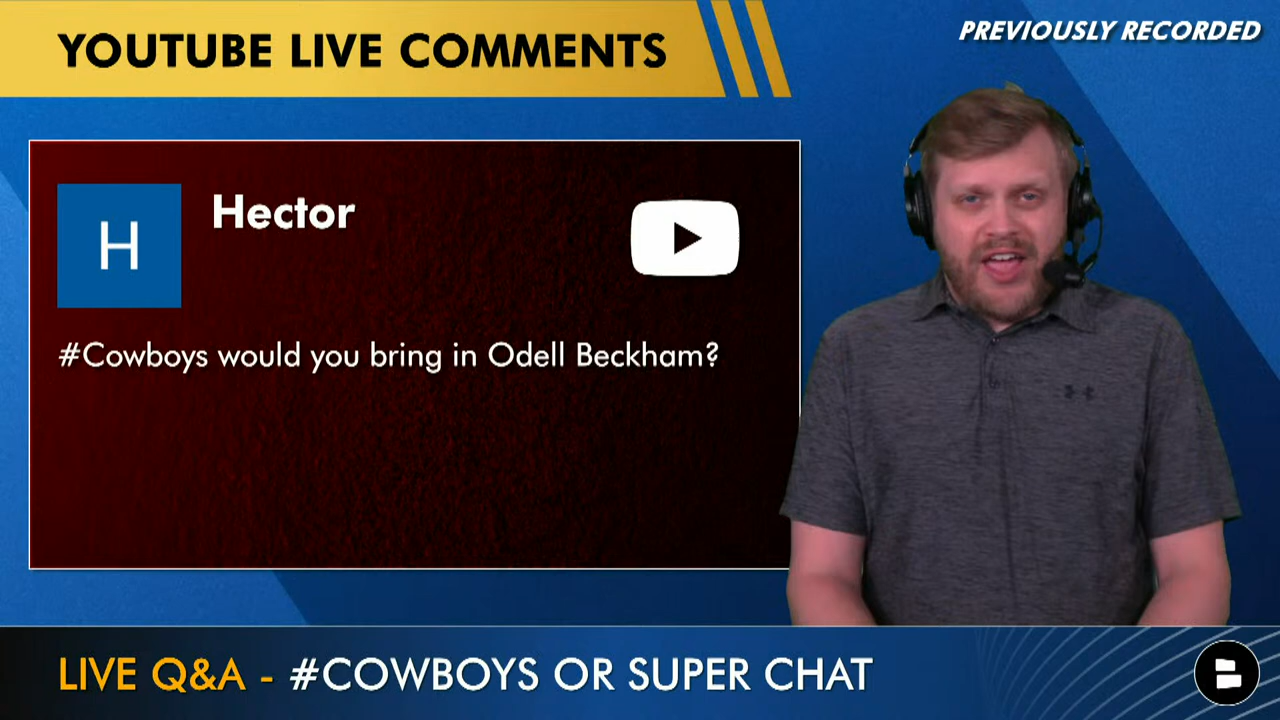 YOUTUBE LIVE COMMENTS
PREVIOUSLY RECORDED
H
Hector
#Cowboys would you bring in Odell Beckham?
LIVE Q&A - #COWBOYS OR SUPER CHAT